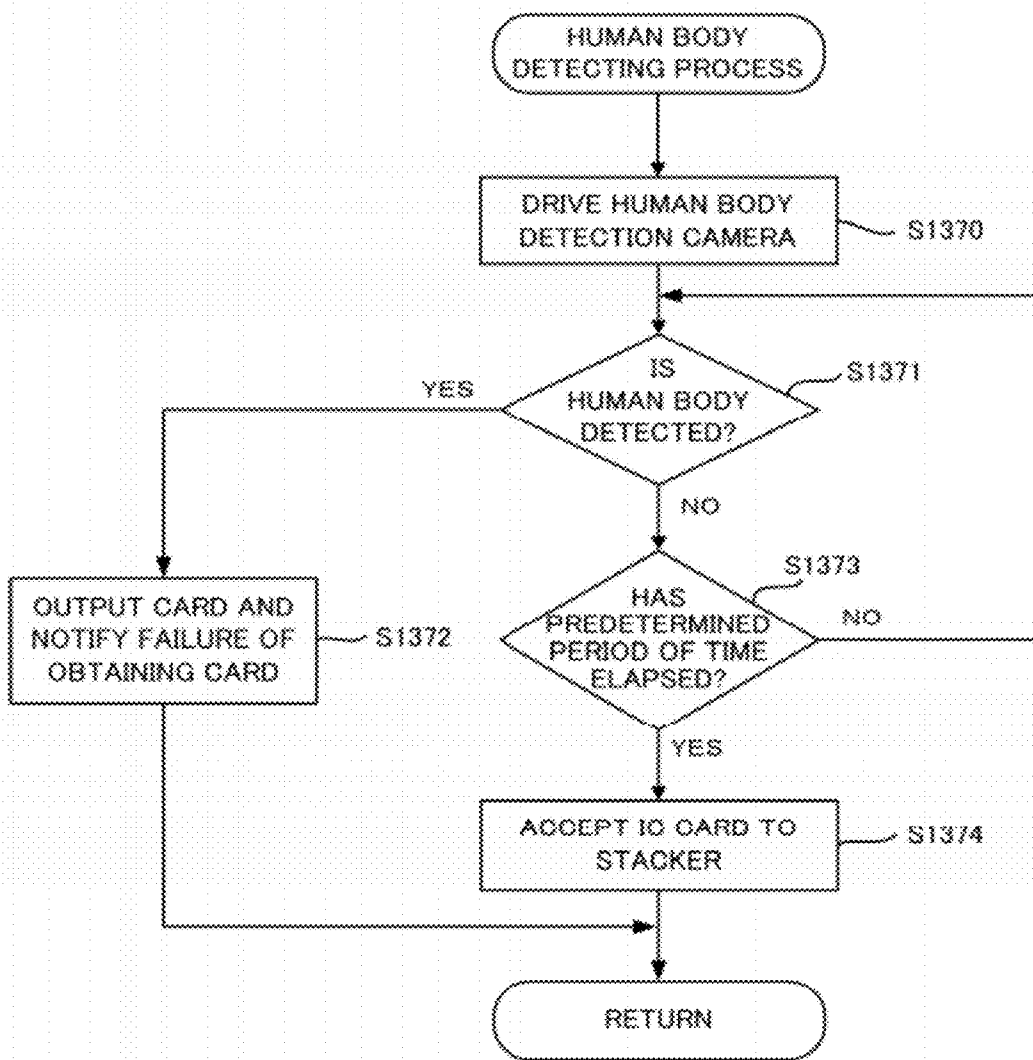 HUMAN BODY
DETECTING PROCESS
DRIVE HUMAN BODY
DETECTION CAMERA
S1370
IS
HUMAN BODY
DETECTED?
S1371
YES
NO
OUTPUT CARD AND
NOTIFY FAILURE OF
OBTAINING CARD
S1372
HAS
PREDETERMINED
PERIOD OF TIME
ELAPSED?
S1373
NO
YES
ACCEPT IC CARD TO
STACKER
S1374
RETURN